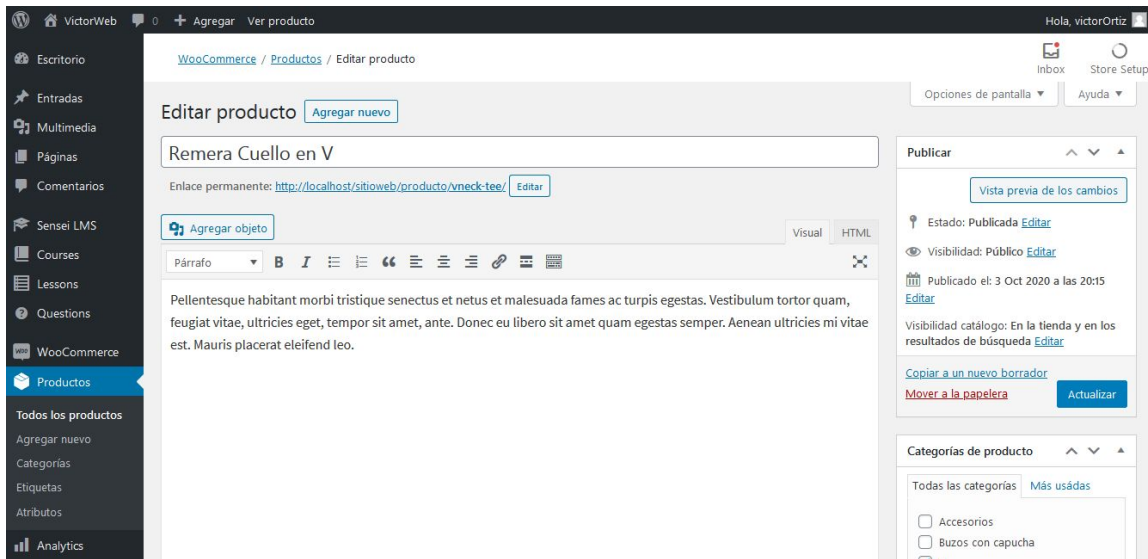 VictorWeb 0 Agregar Ver producto Hola, victorOrtiz
Escritorio
Entradas
Multimedia
Páginas
Comentarios
Sensei LMS
Courses
Lessons
Questions
WooCommerce
Productos
Todos los productos
Agregar nuevo
Categorías
Etiquetas
Atributos
Analytics
WooCommerce / Productos / Editar producto
Inbox Store Setup
Opciones de pantalla Ayuda
Editar producto Agregar nuevo
Remera Cuello en V
Enlace permanente: http://localhost/sitioweb/producto/vneck-tee/ Editar
Agregar objeto Visual HTML
Párrafo B I
Pellentesque habitant morbi tristique senectus et netus et malesuada fames ac turpis egestas. Vestibulum tortor quam,
feugiat vitae, ultricies eget, tempor sit amet, ante. Donec eu libero sit amet quam egestas semper. Aenean ultricies mi vitae
est. Mauris placerat eleifend leo.
Publicar
Vista previa de los cambios
Estado: Publicada Editar
Visibilidad: Público Editar
Publicado el: 3 Oct 2020 a las 20:15
Editar
Visibilidad catálogo: En la tienda y en los
resultados de búsqueda Editar
Copiar a un nuevo borrador
Mover a la papelera Actualizar
Categorías de producto
Todas las categorías Más usádas
Accesorios
Buzos con capucha